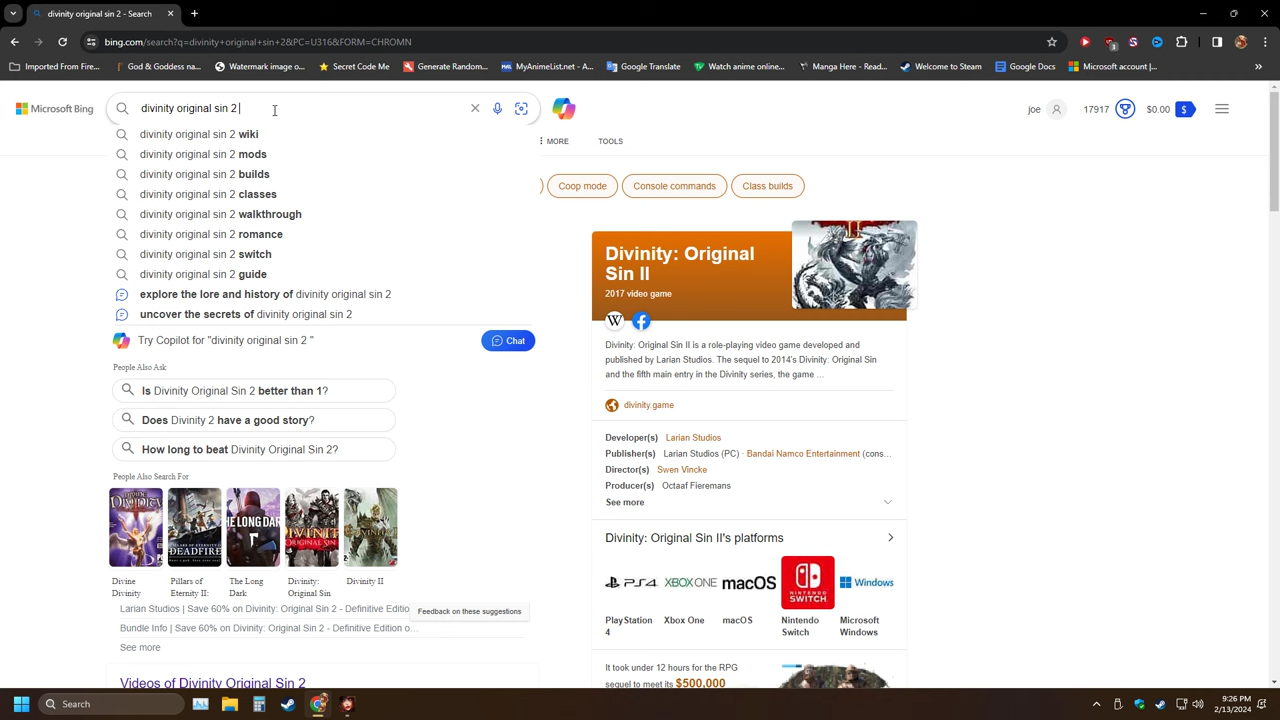 divinity original sin 2 - Search
bing.com/search?q=divinity+original+sin+2&PC=U316&FORM=CHROMN
Imported From Fire...
God & Goddess na...
Watermark image o...
Secret Code Me
Generate Random...
MyAnimeList.net - ...
Google Translate
Watch anime online...
Manga Here - Read...
Welcome to Steam
Google Docs
Microsoft account |...
Microsoft Bing
divinity original sin 2
joe
17917
$0.00
MORE
TOOLS
divinity original sin 2 wiki
divinity original sin 2 mods
divinity original sin 2 builds
divinity original sin 2 classes
divinity original sin 2 walkthrough
divinity original sin 2 romance
divinity original sin 2 switch
divinity original sin 2 guide
explore the lore and history of divinity original sin 2
uncover the secrets of divinity original sin 2
Try Copilot for "divinity original sin 2 "
Chat
People Also Ask
Is Divinity Original Sin 2 better than 1?
Does Divinity 2 have a good story?
How long to beat Divinity Original Sin 2?
People Also Search For
Divine Divinity
Pillars of Eternity II:
The Long Dark
Divinity: Original Sin
Divinity II
Larian Studios | Save 60% on Divinity: Original Sin 2 - Definitive Editio
Feedback on these suggestions
Bundle Info | Save 60% on Divinity: Original Sin 2 - Definitive Edition o...
See more
Videos of Divinity Original Sin 2
Coop mode
Console commands
Class builds
Divinity: Original
Sin II
2017 video game
Divinity: Original Sin II is a role-playing video game developed and
published by Larian Studios. The sequel to 2014's Divinity: Original Sin
and the fifth main entry in the Divinity series, the game ...
divinity.game
Developer(s) Larian Studios
Publisher(s) Larian Studios (PC) · Bandai Namco Entertainment (cons...
Director(s) Swen Vincke
Producer(s) Octaaf Fieremans
See more
Divinity: Original Sin II's platforms
PS4
XBOX ONE
macOS
NINTENDO
SWITCH
Windows
PlayStation 4
Xbox One
macOS
Nintendo Switch
Microsoft Windows
It took under 12 hours for the RPG
sequel to meet its $500,000
Search
9:26 PM
2/13/2024